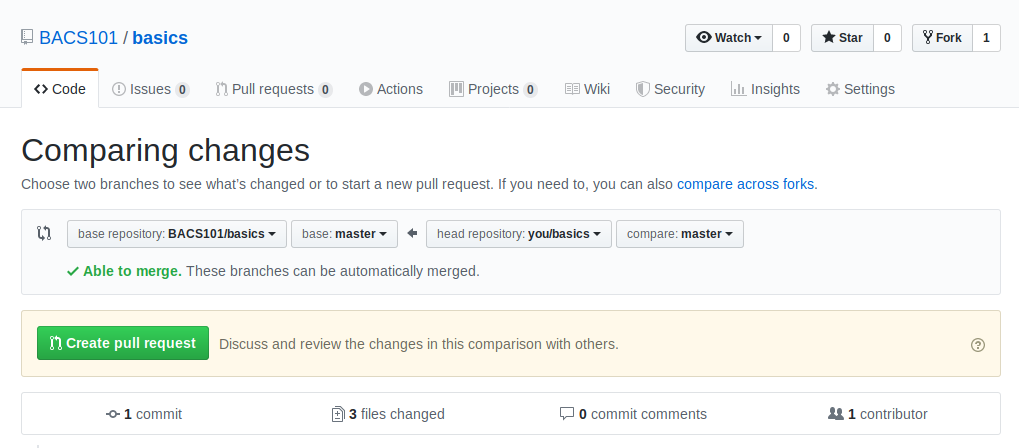 BACS101 / basics
Watch 0 Star 0 Fork 1
Code Issues 0 Pull requests 0 Actions Projects 0 Wiki Security Insights Settings
Comparing changes
Choose two branches to see what’s changed or to start a new pull request. If you need to, you can also compare across forks.
base repository: BACS101/basics base: master head repository: you/basics compare: master
Able to merge. These branches can be automatically merged.
Create pull request Discuss and review the changes in this comparison with others.
1 commit 3 files changed 0 commit comments 1 contributor